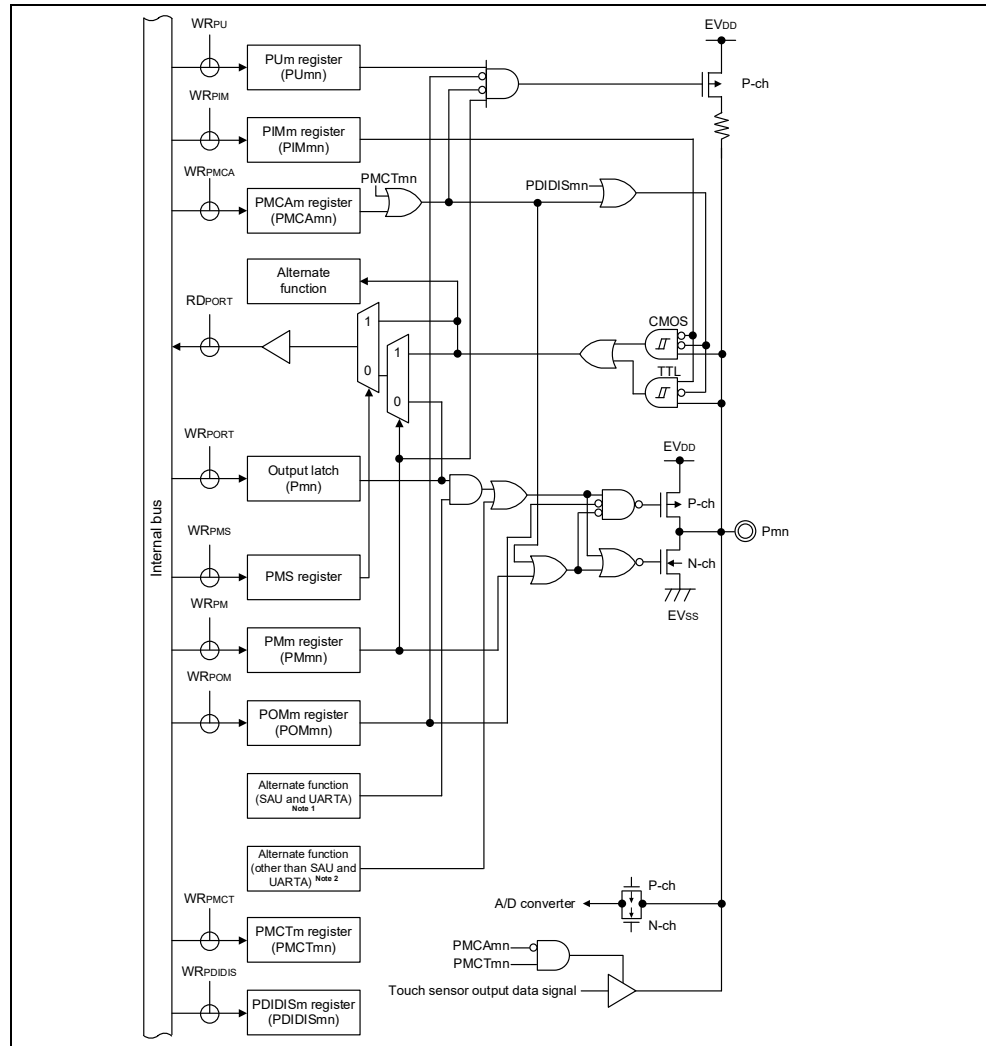 WRPU
PUm register
(PUmn)
EVDD
P-ch
WRPIM
PIMm register
(PIMmn)
WRPMCA
PMCAm register
(PMCAmn)
PMCTmn
PDIDISmn
Alternate
function
RDPORT
1
0
1
0
CMOS
TTL
WRPORT
Output latch
(Pmn)
EVDD
P-ch
Pmn
N-ch
EVSS
Internal bus
WRPMS
PMS register
WRPM
PMm register
(PMmn)
WRPOM
POMm register
(POMmn)
Alternate function
(SAU and UARTA)
Note 1
Alternate function
(other than SAU and
UARTA) Note 2
P-ch
A/D converter
N-ch
WRPMCT
PMCTm register
(PMCTmn)
PMCAmn
PMCTmn
WRPDIDIS
Touch sensor output data signal
PDIDISm register
(PDIDISmn)